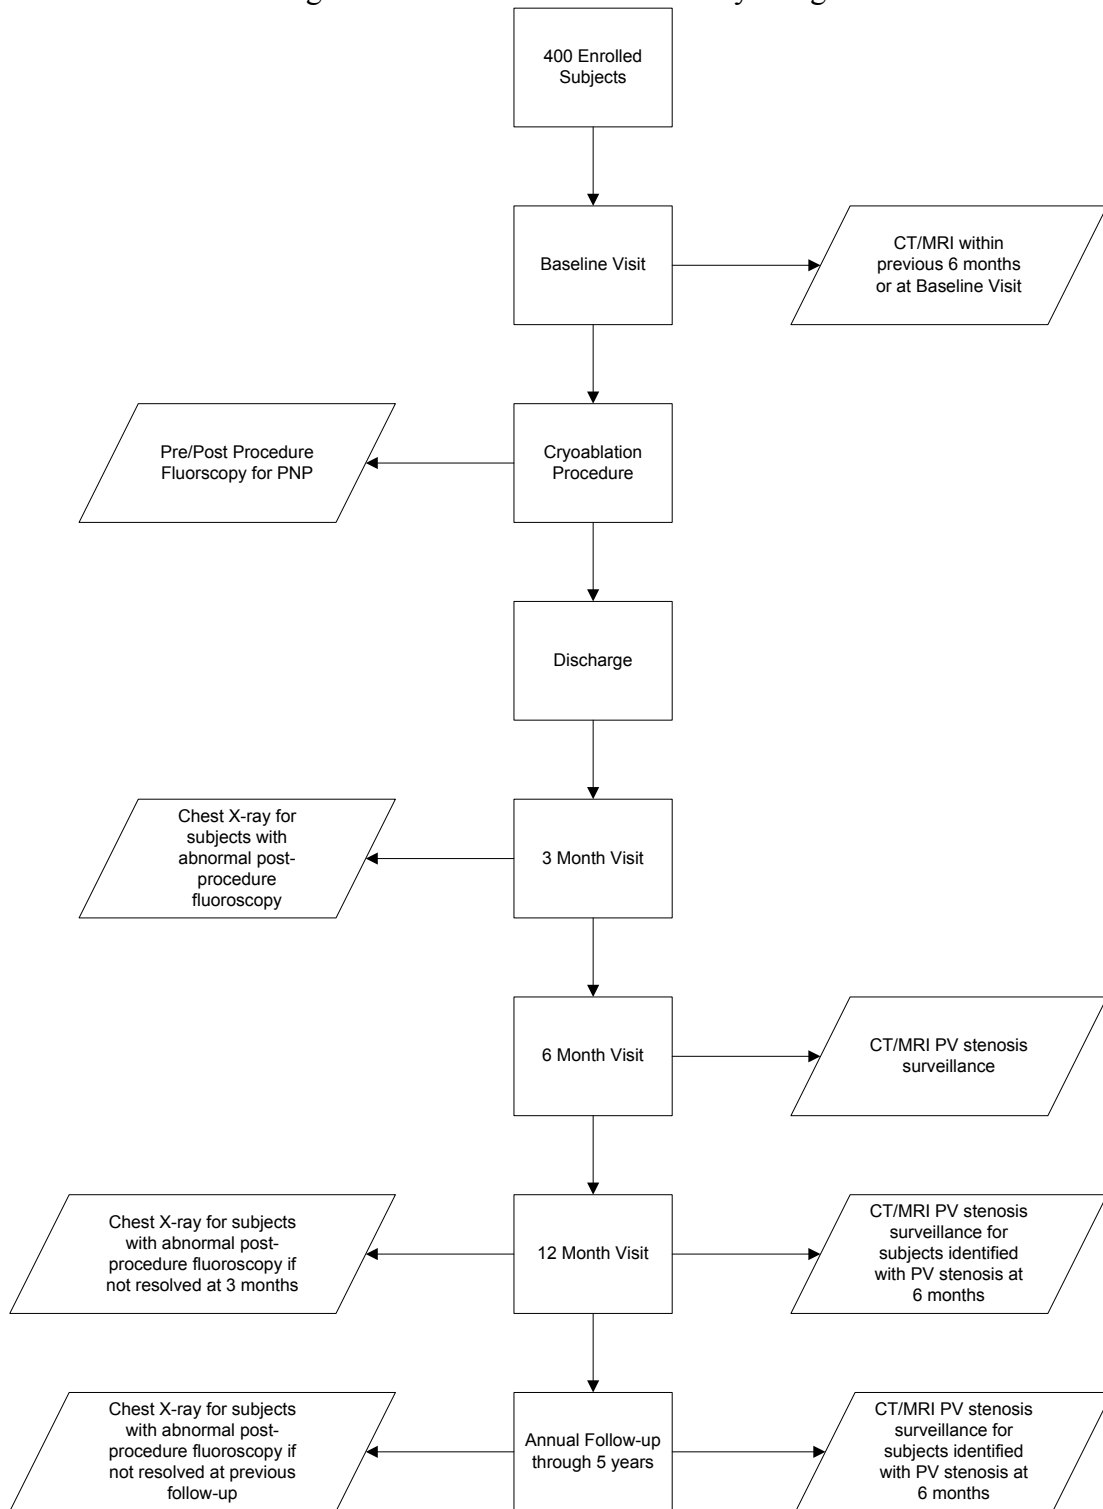 400 Enrolled
Subjects
Baseline Visit
CT/MRI within
previous 6 months
or at Baseline Visit
Pre/Post Procedure
Fluorscopy for PNP
Cryoablation
Procedure
Discharge
Chest X-ray for
subjects with
abnormal post-
procedure
fluoroscopy
3 Month Visit
6 Month Visit
CT/MRI PV stenosis
surveillance
Chest X-ray for subjects
with abnormal post-
procedure fluoroscopy if
not resolved at 3 months
12 Month Visit
CT/MRI PV stenosis
surveillance for
subjects identified
with PV stenosis at
6 months
Chest X-ray for subjects
with abnormal post-
procedure fluoroscopy if
not resolved at previous
follow-up
Annual Follow-up
through 5 years
CT/MRI PV stenosis
surveillance for
subjects identified
with PV stenosis at
6 months